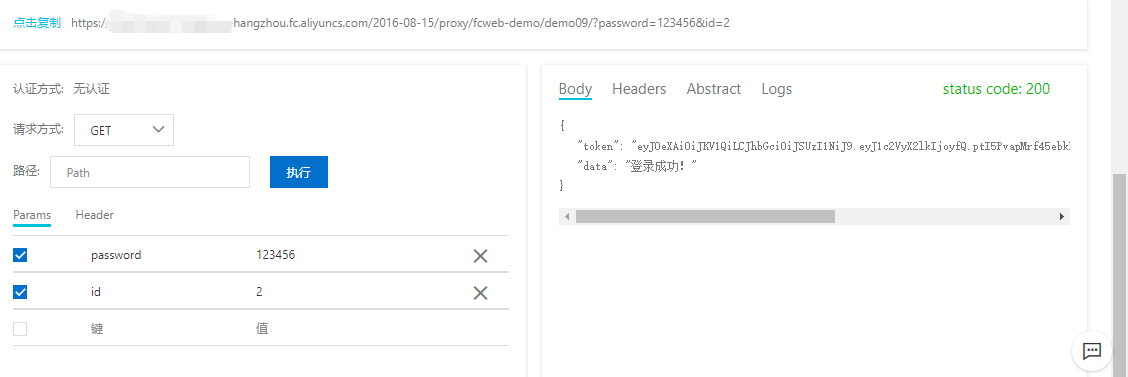 点击复制 https:/ -hangzhou.fc.aliyuncs.com/2016-08-15/proxy/fcweb-demo/demo09/?password=123456&id=2
认证方式: 无认证
请求方式: GET
路径: Path 执行
Params Header
password 123456
id 2
键 值
Body Headers Abstract Logs status code: 200
{
"token": "eyJ0eXAiOiJKV1QiLCJhbGciOiJSUzI1NiJ9.eyJ1c2VyX2lkIjoyfQ.ptI5PvapMrf45ebk
"data": "登录成功！"
}